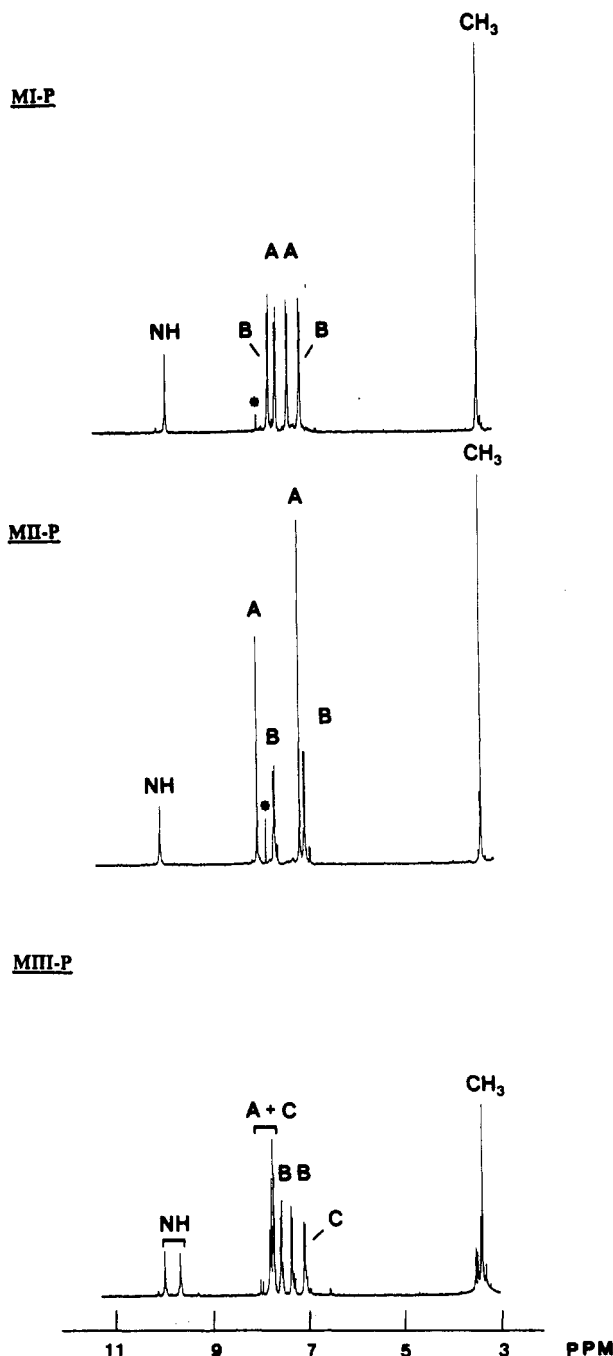 CH₃
MI-P
A A
NH
B
B
*
CH₃
MII-P
A
A
B
B
NH
*
MIII-P
CH₃
A + C
B B
NH
C
11 9 7 5 3 PPM